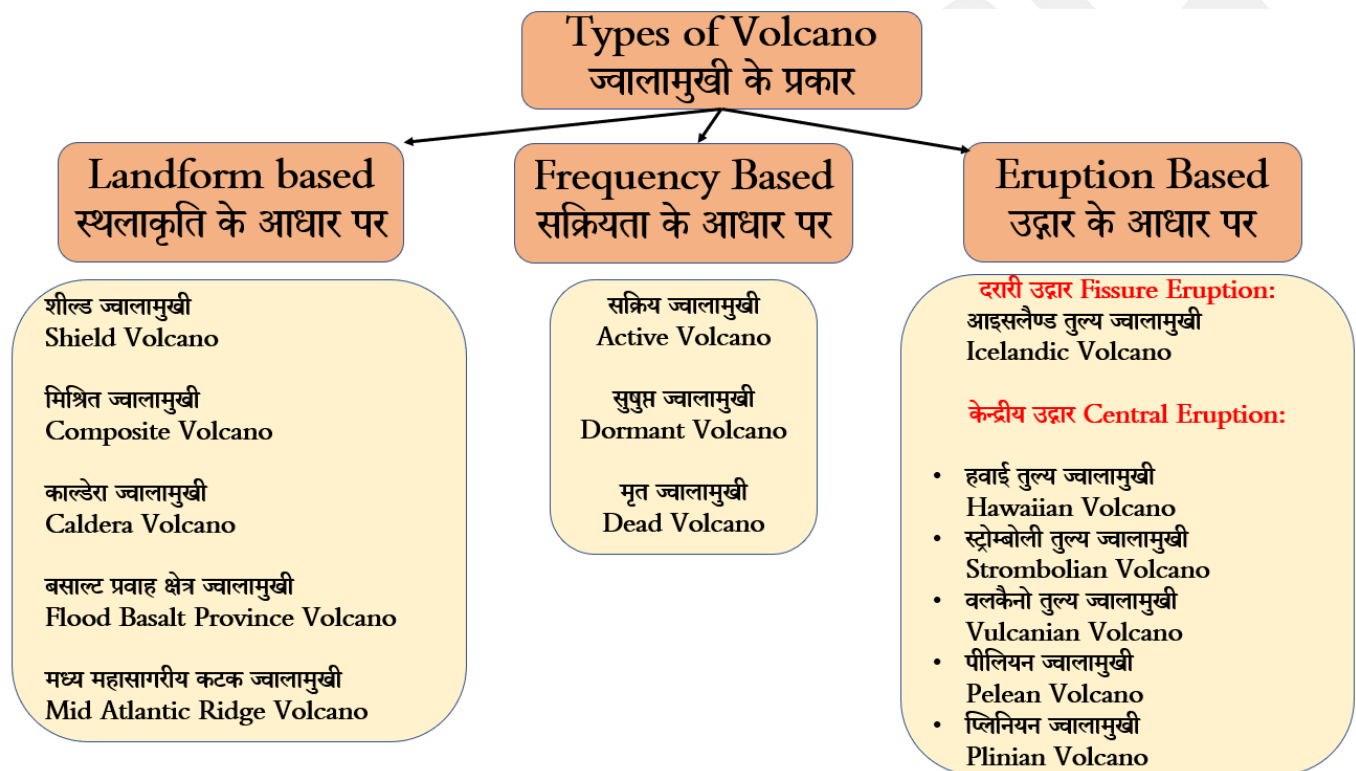 Types of Volcano
ज्वालामुखी के प्रकार
Landform based
स्थलाकृति के आधार पर
शील्ड ज्वालामुखी
Shield Volcano
मिश्रित ज्वालामुखी
Composite Volcano
काल्डेरा ज्वालामुखी
Caldera Volcano
बसाल्ट प्रवाह क्षेत्र ज्वालामुखी
Flood Basalt Province Volcano
मध्य महासागरीय कटक ज्वालामुखी
Mid Atlantic Ridge Volcano
Frequency Based
सक्रियता के आधार पर
सक्रिय ज्वालामुखी
Active Volcano
सुषुप्त ज्वालामुखी
Dormant Volcano
मृत ज्वालामुखी
Dead Volcano
Eruption Based
उद्गार के आधार पर
दरारी उद्गार Fissure Eruption:
आइसलैण्ड तुल्य ज्वालामुखी
Icelandic Volcano
केन्द्रीय उद्गार Central Eruption:
• हवाई तुल्य ज्वालामुखी
Hawaiian Volcano
• स्ट्रोम्बोली तुल्य ज्वालामुखी
Strombolian Volcano
• वलकैनो तुल्य ज्वालामुखी
Vulcanian Volcano
• पीलियन ज्वालामुखी
Pelean Volcano
• प्लिनियन ज्वालामुखी
Plinian Volcano